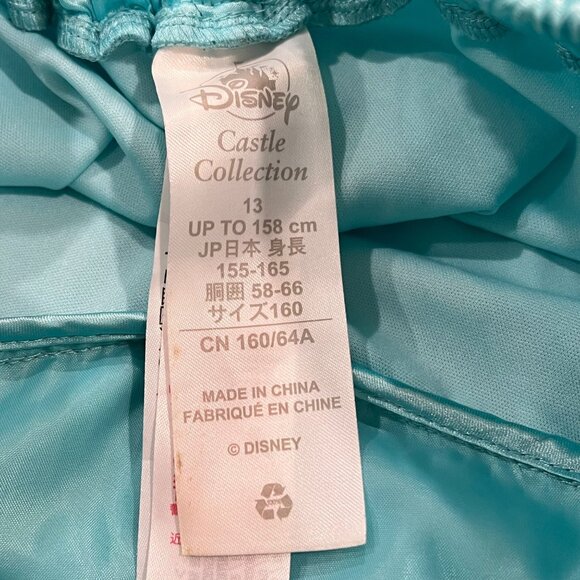 Disney
Castle
Collection
13
UP TO 158 cm
JP日本 身長
155-165
胴囲 58-66
サイズ160
CN 160/64A
MADE IN CHINA
FABRIQUÉ EN CHINE
© DISNEY
近